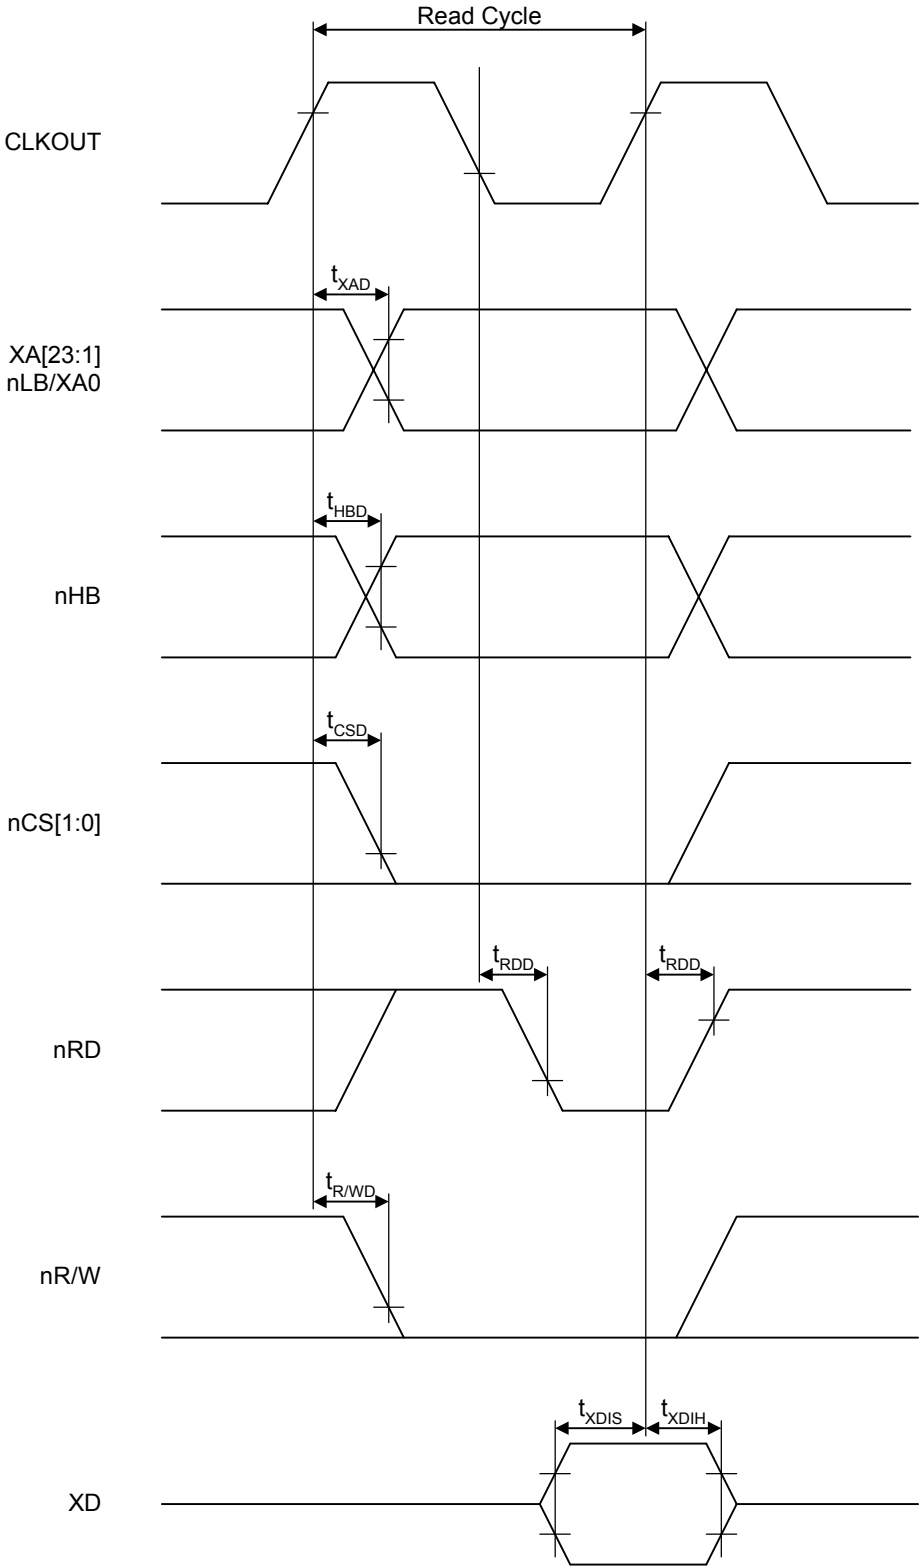 Read Cycle
CLKOUT
tXAD
XA[23:1]
nLB/XA0
tHBD
nHB
tCSD
nCS[1:0]
tRDD tRDD
nRD
tR/WD
nR/W
tXDIS tXDIH
XD